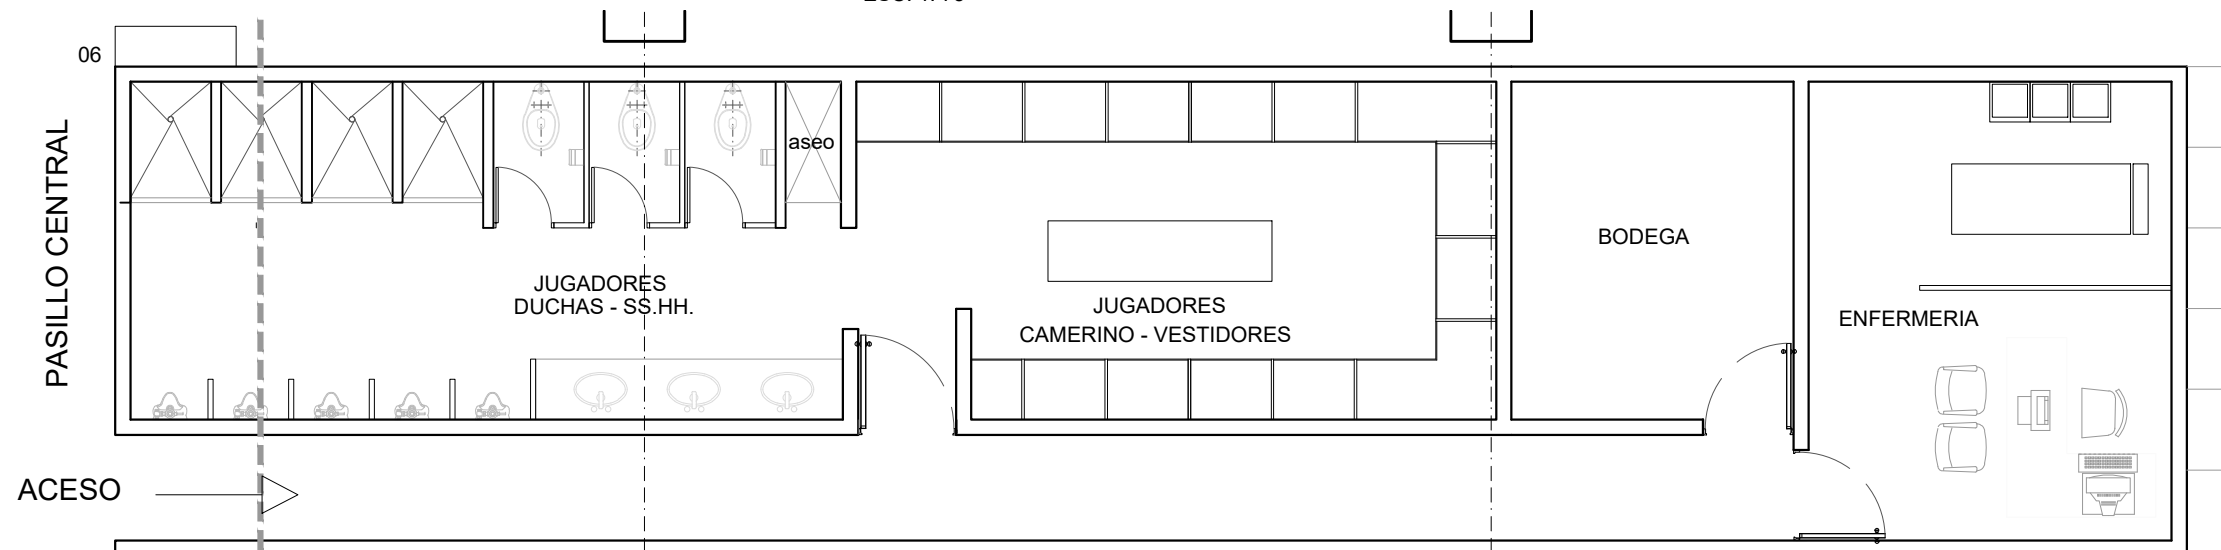 06
PASILLO CENTRAL
aseo
JUGADORES
DUCHAS - SS.HH.
JUGADORES
CAMERINO - VESTIDORES
BODEGA
ENFERMERIA
ACESO